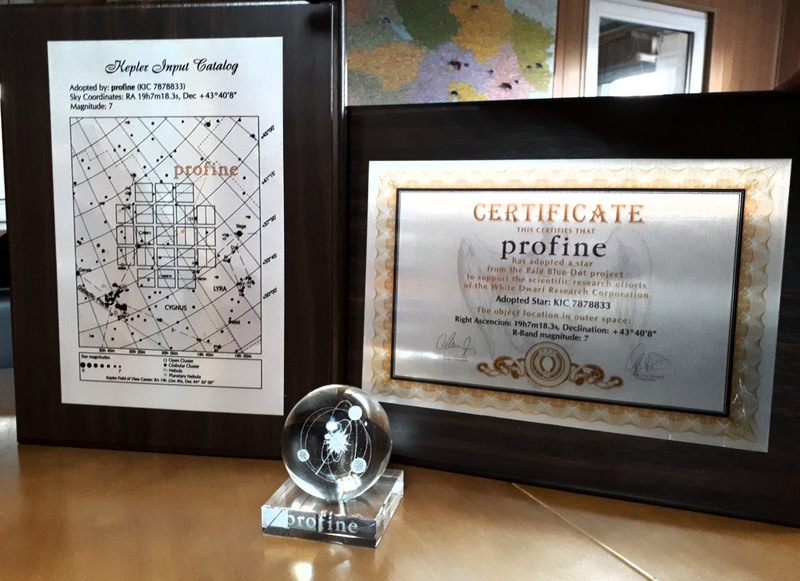 Kepler Input Catalog
Adopted by: profine (KIC 7878833)
Sky Coordinates: RA 19h7m18.3s, Dec +43°40'8"
Magnitude: 7
profine
LYRA
CYGNUS
Star magnitudes:
Open Cluster
Globular Cluster
Nebula
Planetary Nebula
Kepler Field of View Center: RA 19h 22m 40s, Dec 44° 30' 00"
CERTIFICATE
THIS CERTIFIES THAT
profine
has adopted a star
from the Pale Blue Dot project
to support the scientific research efforts
of the White Dwarf Research Corporation
Adopted Star: KIC 7878833
The object location in outer space:
Right Ascension: 19h7m18.3s, Declination: +43°40'8"
R-Band magnitude: 7
profine